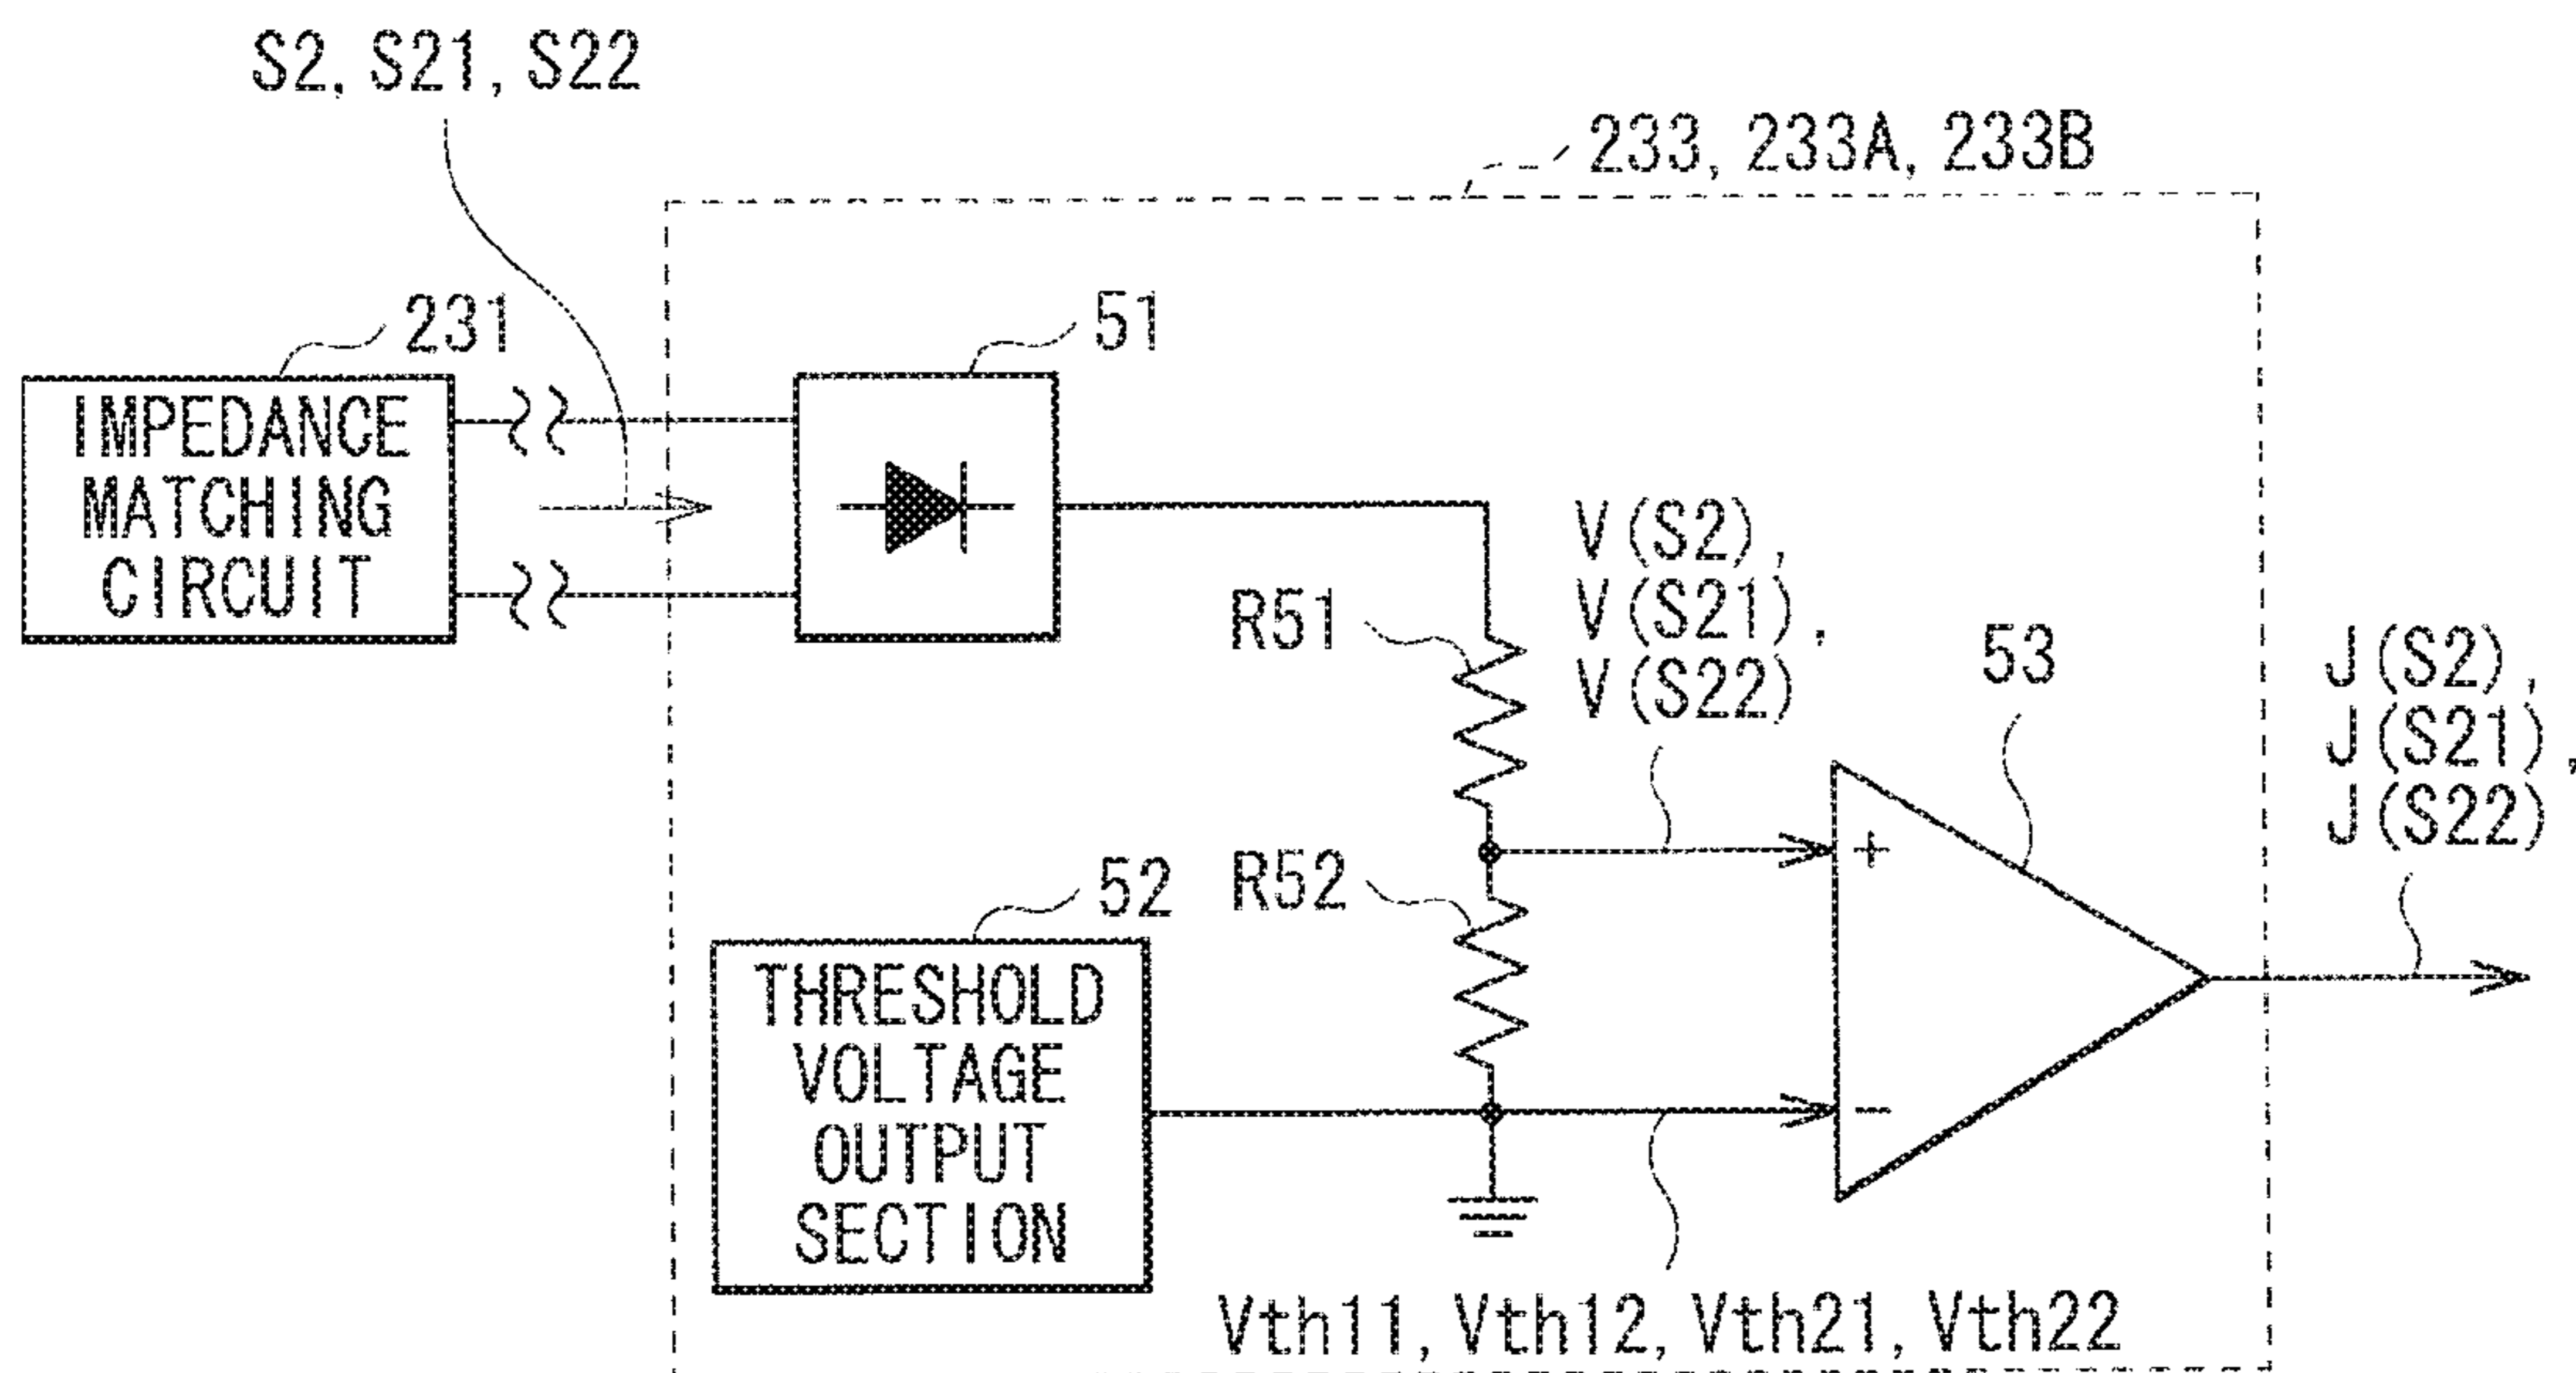 S2, S21, S22
233, 233A, 233B
231
51
IMPEDANCE
MATCHING
CIRCUIT
R51
V(S2),
V(S21),
V(S22)
53
J(S2),
J(S21),
J(S22)
+
R52
52
THRESHOLD
VOLTAGE
OUTPUT
SECTION
−
Vth11, Vth12, Vth21, Vth22